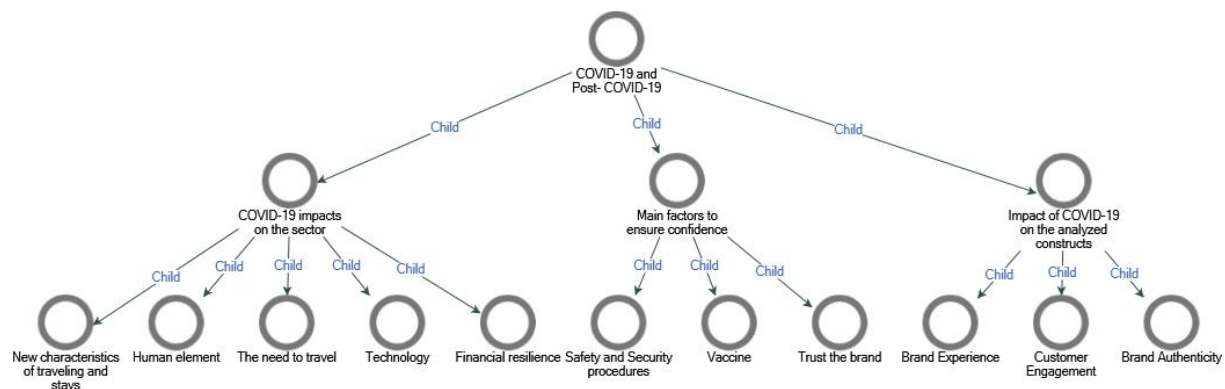 COVID-19 and
Post- COVID-19
Child
Child
Child
COVID-19 impacts
on the sector
Main factors to
ensure confidence
Impact of COVID-19
on the analyzed
constructs
Child
Child
Child
Child
Child
Child
Child
Child
Child
Child
Child
New characteristics
of traveling and
stays
Human element
The need to travel
Technology
Financial resilience
Safety and Security
procedures
Vaccine
Trust the brand
Brand Experience
Customer
Engagement
Brand Authenticity